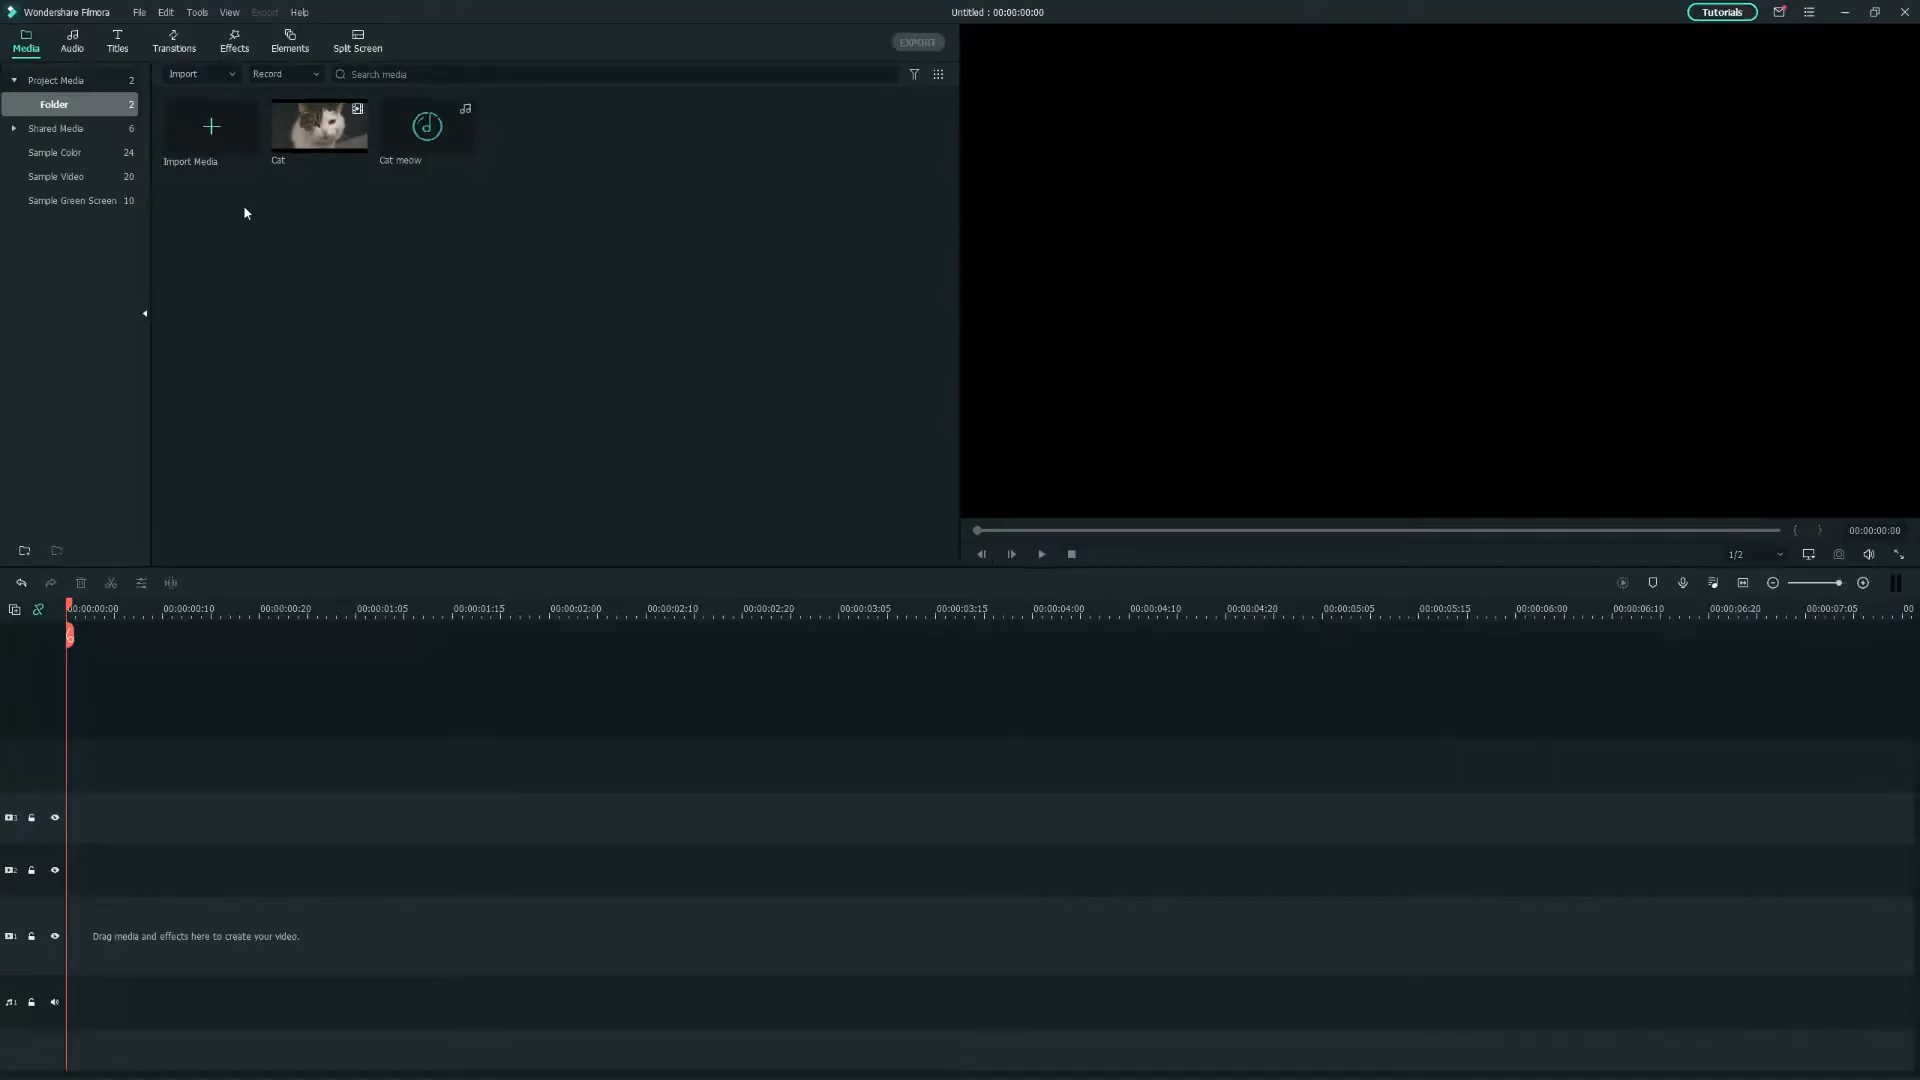 Wondershare Filmora File Edit Tools View Export Help Untitled : 00:00:00:00 Tutorials
Media Audio Titles Transitions Effects Elements Split Screen EXPORT
Project Media 2 Import Record Search media
Folder 2
Shared Media 6
Sample Color 24
Sample Video 20
Sample Green Screen 10
Import Media Cat Cat meow
00:00:00:00
1/2
00:00:00:00 00:00:00:10 00:00:00:20 00:00:01:05 00:00:01:15 00:00:02:00 00:00:02:10 00:00:02:20 00:00:03:05 00:00:03:15 00:00:04:00 00:00:04:10 00:00:04:20 00:00:05:05 00:00:05:15 00:00:06:00 00:00:06:10 00:00:06:20 00:00:07:05 00
3
2
1 Drag media and effects here to create your video.
1